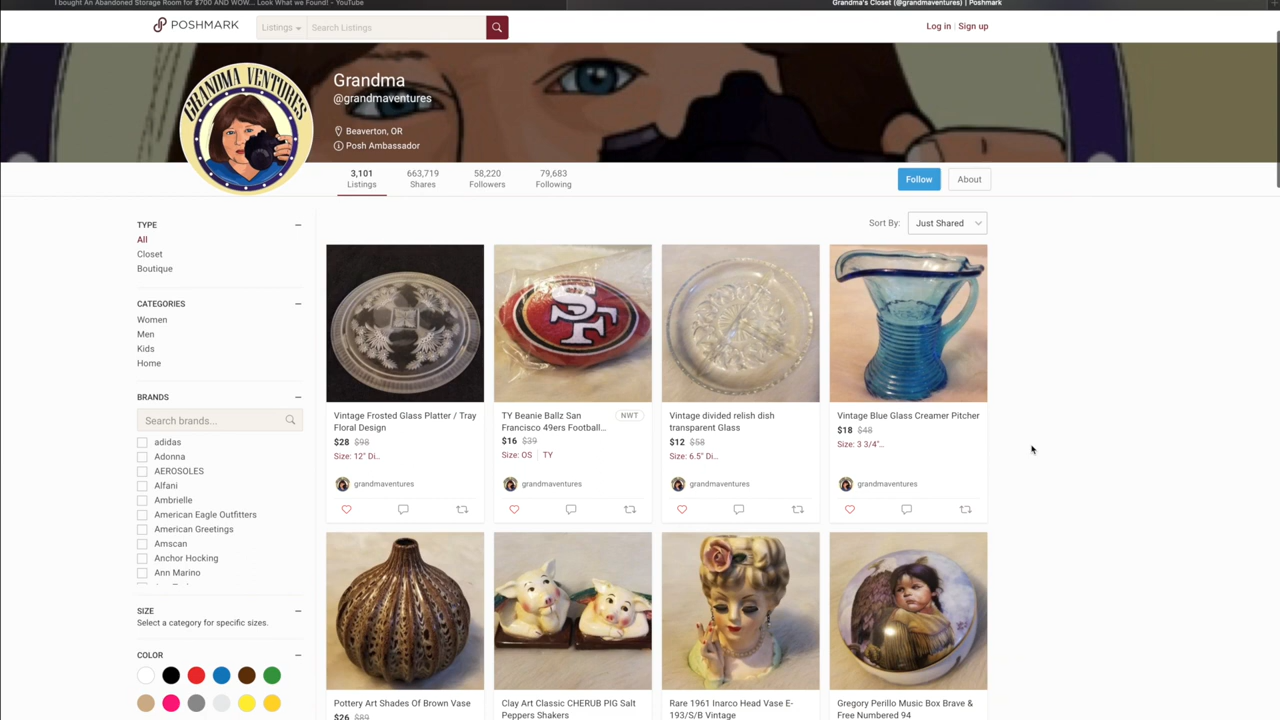 I bought An Abandoned Storage Room for $700 AND WOW... Look What we Found! - YouTube
Grandma's Closet (@grandmaventures) | Poshmark
POSHMARK
Listings
Search Listings
Log in | Sign up
GRANDMA VENTURES
Grandma
@grandmaventures
Beaverton, OR
Posh Ambassador
3,101
Listings
663,719
Shares
58,220
Followers
79,683
Following
Follow
About
Sort By:
Just Shared
TYPE
All
Closet
Boutique
CATEGORIES
Women
Men
Kids
Home
BRANDS
Search brands...
adidas
Adonna
AEROSOLES
Alfani
Ambrielle
American Eagle Outfitters
American Greetings
Amscan
Anchor Hocking
Ann Marino
SIZE
Select a category for specific sizes.
COLOR
Vintage Frosted Glass Platter / Tray
Floral Design
$28 $98
Size: 12" Di...
grandmaventures
SF
TY Beanie Ballz San
Francisco 49ers Football...
NWT
$16 $39
Size: OS | TY
grandmaventures
Vintage divided relish dish
transparent Glass
$12 $58
Size: 6.5" Di...
grandmaventures
Vintage Blue Glass Creamer Pitcher
$18 $48
Size: 3 3/4"...
grandmaventures
Pottery Art Shades Of Brown Vase
$26 $89
Clay Art Classic CHERUB PIG Salt
Peppers Shakers
Rare 1961 Inarco Head Vase E-
193/S/B Vintage
Gregory Perillo Music Box Brave &
Free Numbered 94